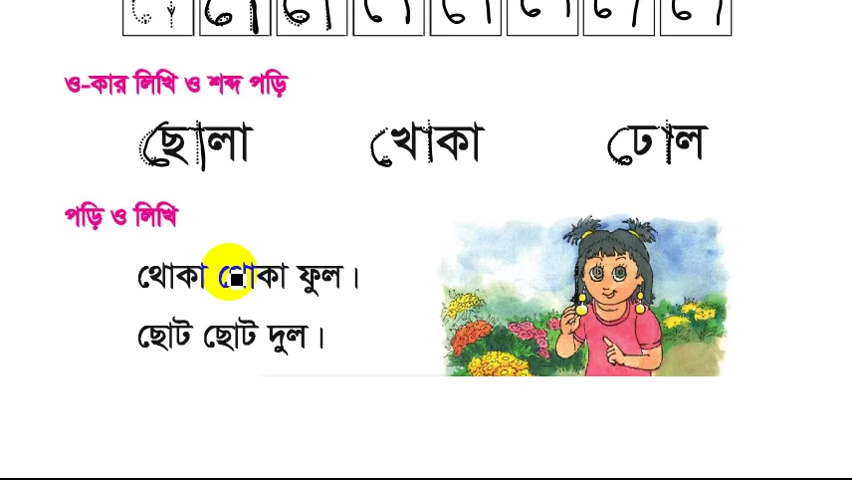 ও-কার লিখি ও শব্দ পড়ি
ছোলা খোকা ঢোল
পড়ি ও লিখি
থোকা থোকা ফুল।
ছোট ছোট দুল।